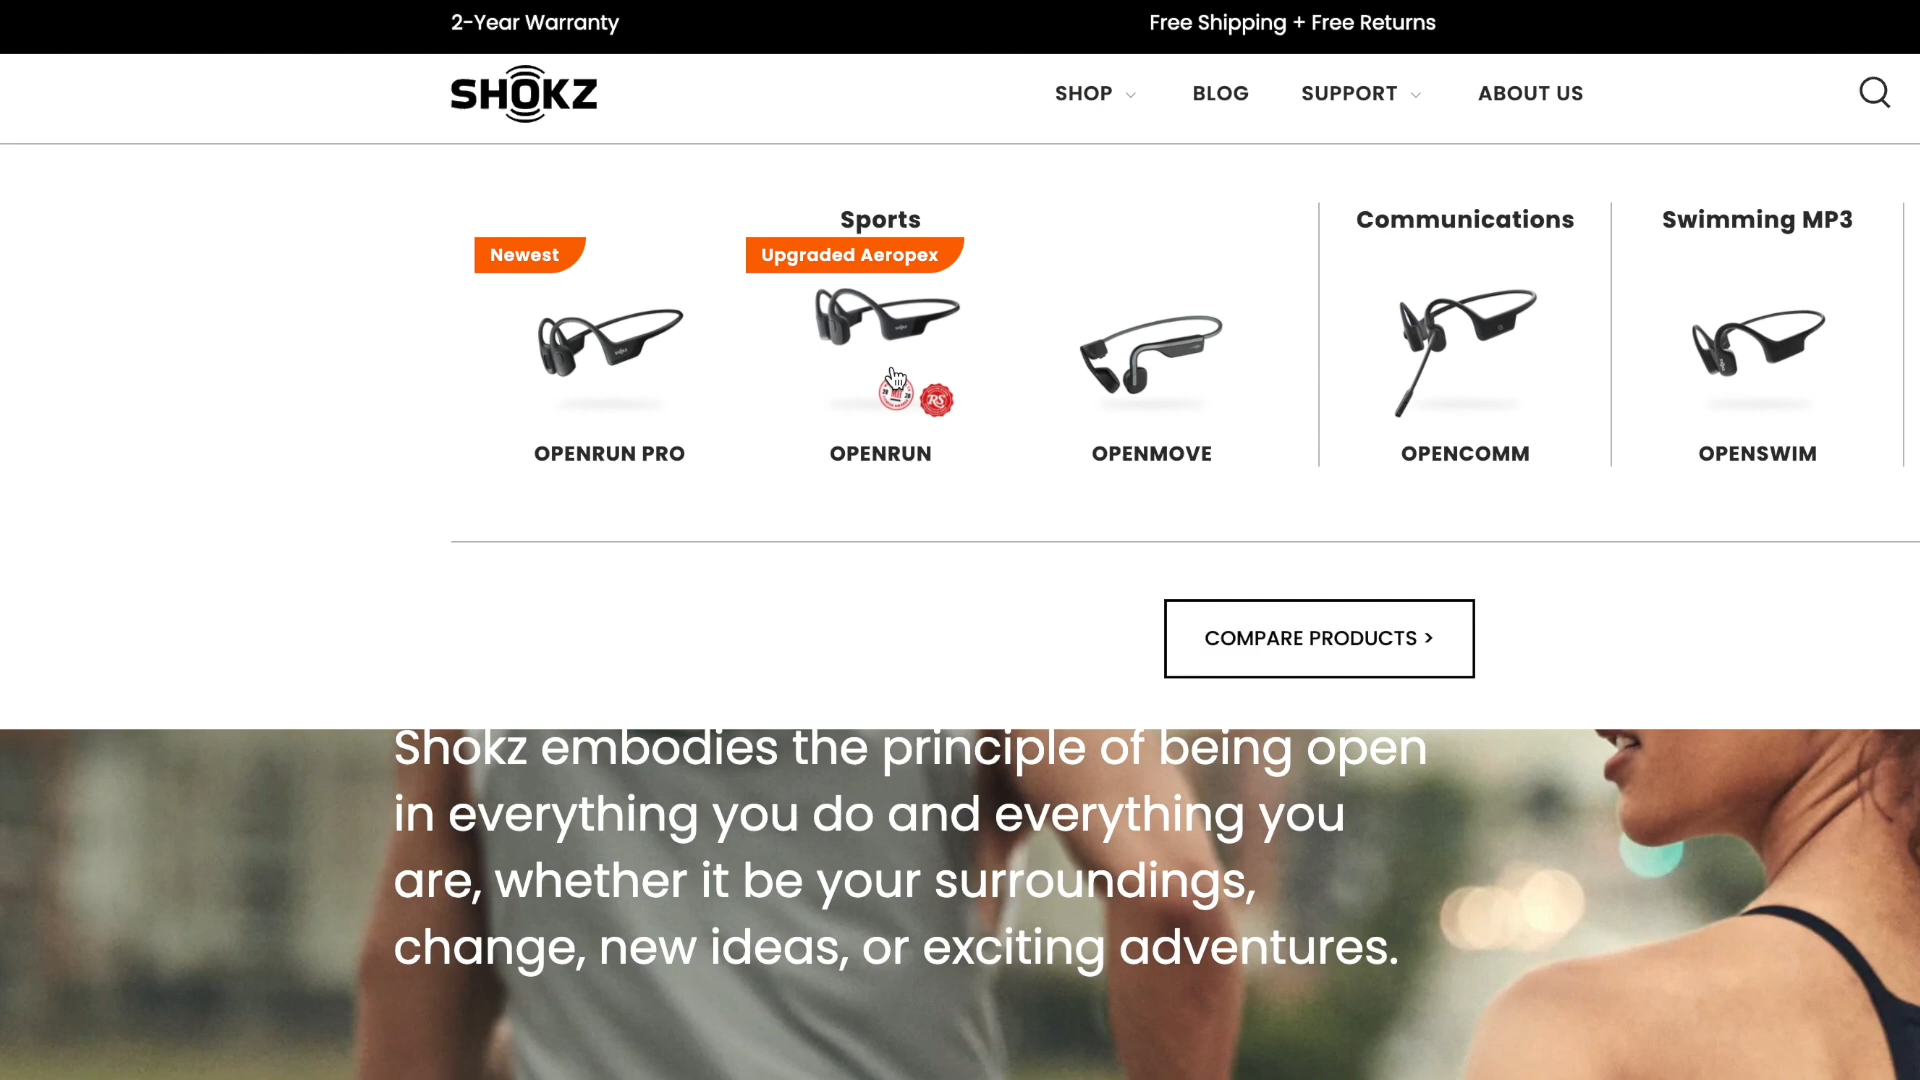 2-Year Warranty
Free Shipping + Free Returns
SHOKZ
SHOP
BLOG
SUPPORT
ABOUT US
Sports
Communications
Swimming MP3
Newest
Upgraded Aeropex
RS
OPENRUN PRO
OPENRUN
OPENMOVE
OPENCOMM
OPENSWIM
COMPARE PRODUCTS >
Shokz embodies the principle of being open
in everything you do and everything you
are, whether it be your surroundings,
change, new ideas, or exciting adventures.